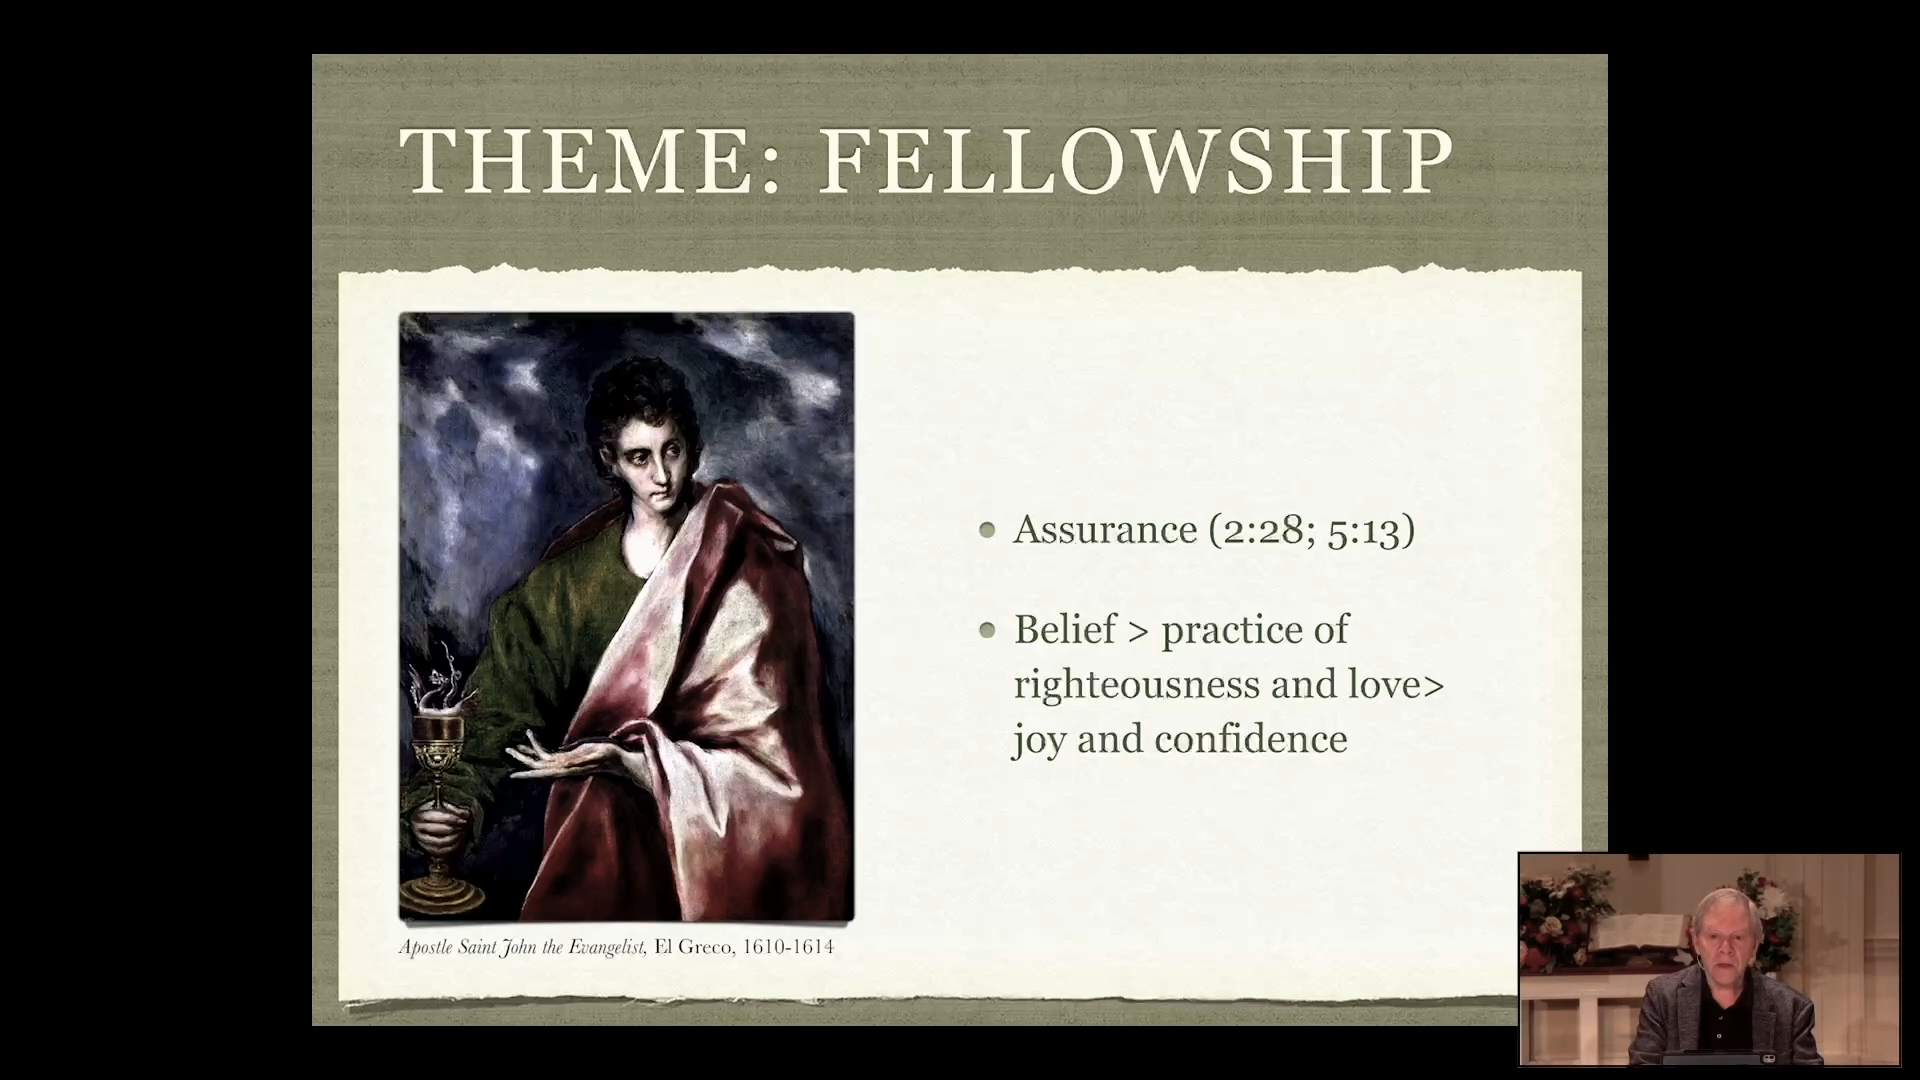 THEME: FELLOWSHIP
Assurance (2:28; 5:13)
Belief > practice of
righteousness and love>
joy and confidence
Apostle Saint John the Evangelist, El Greco, 1610-1614